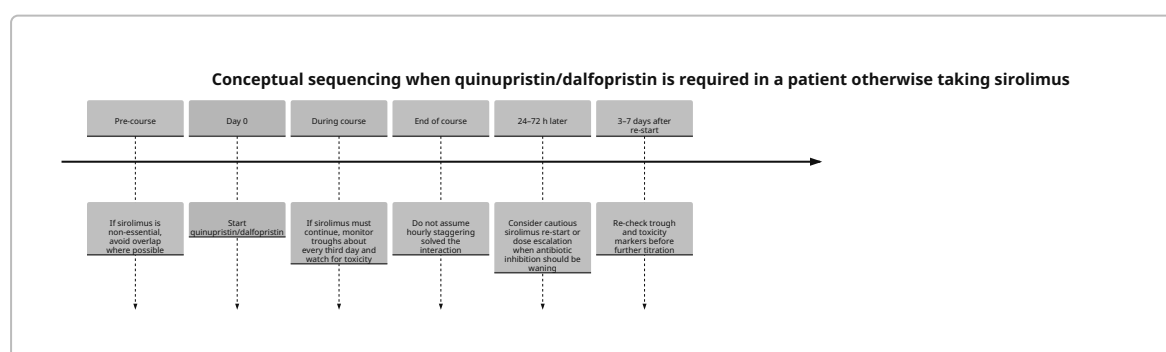 Conceptual sequencing when quinupristin/dalfopristin is required in a patient otherwise taking sirolimus
Pre-course
Day 0
During course
End of course
24–72 h later
3–7 days after
re-start
If sirolimus is
non-essential,
avoid overlap
where possible
Start
quinupristin/dalfopristin
If sirolimus must
continue, monitor
troughs about
every third day and
watch for toxicity
Do not assume
hourly staggering
solved the
interaction
Consider cautious
sirolimus re-start or
dose escalation
when antibiotic
inhibition should be
waning
Re-check trough
and toxicity
markers before
further titration